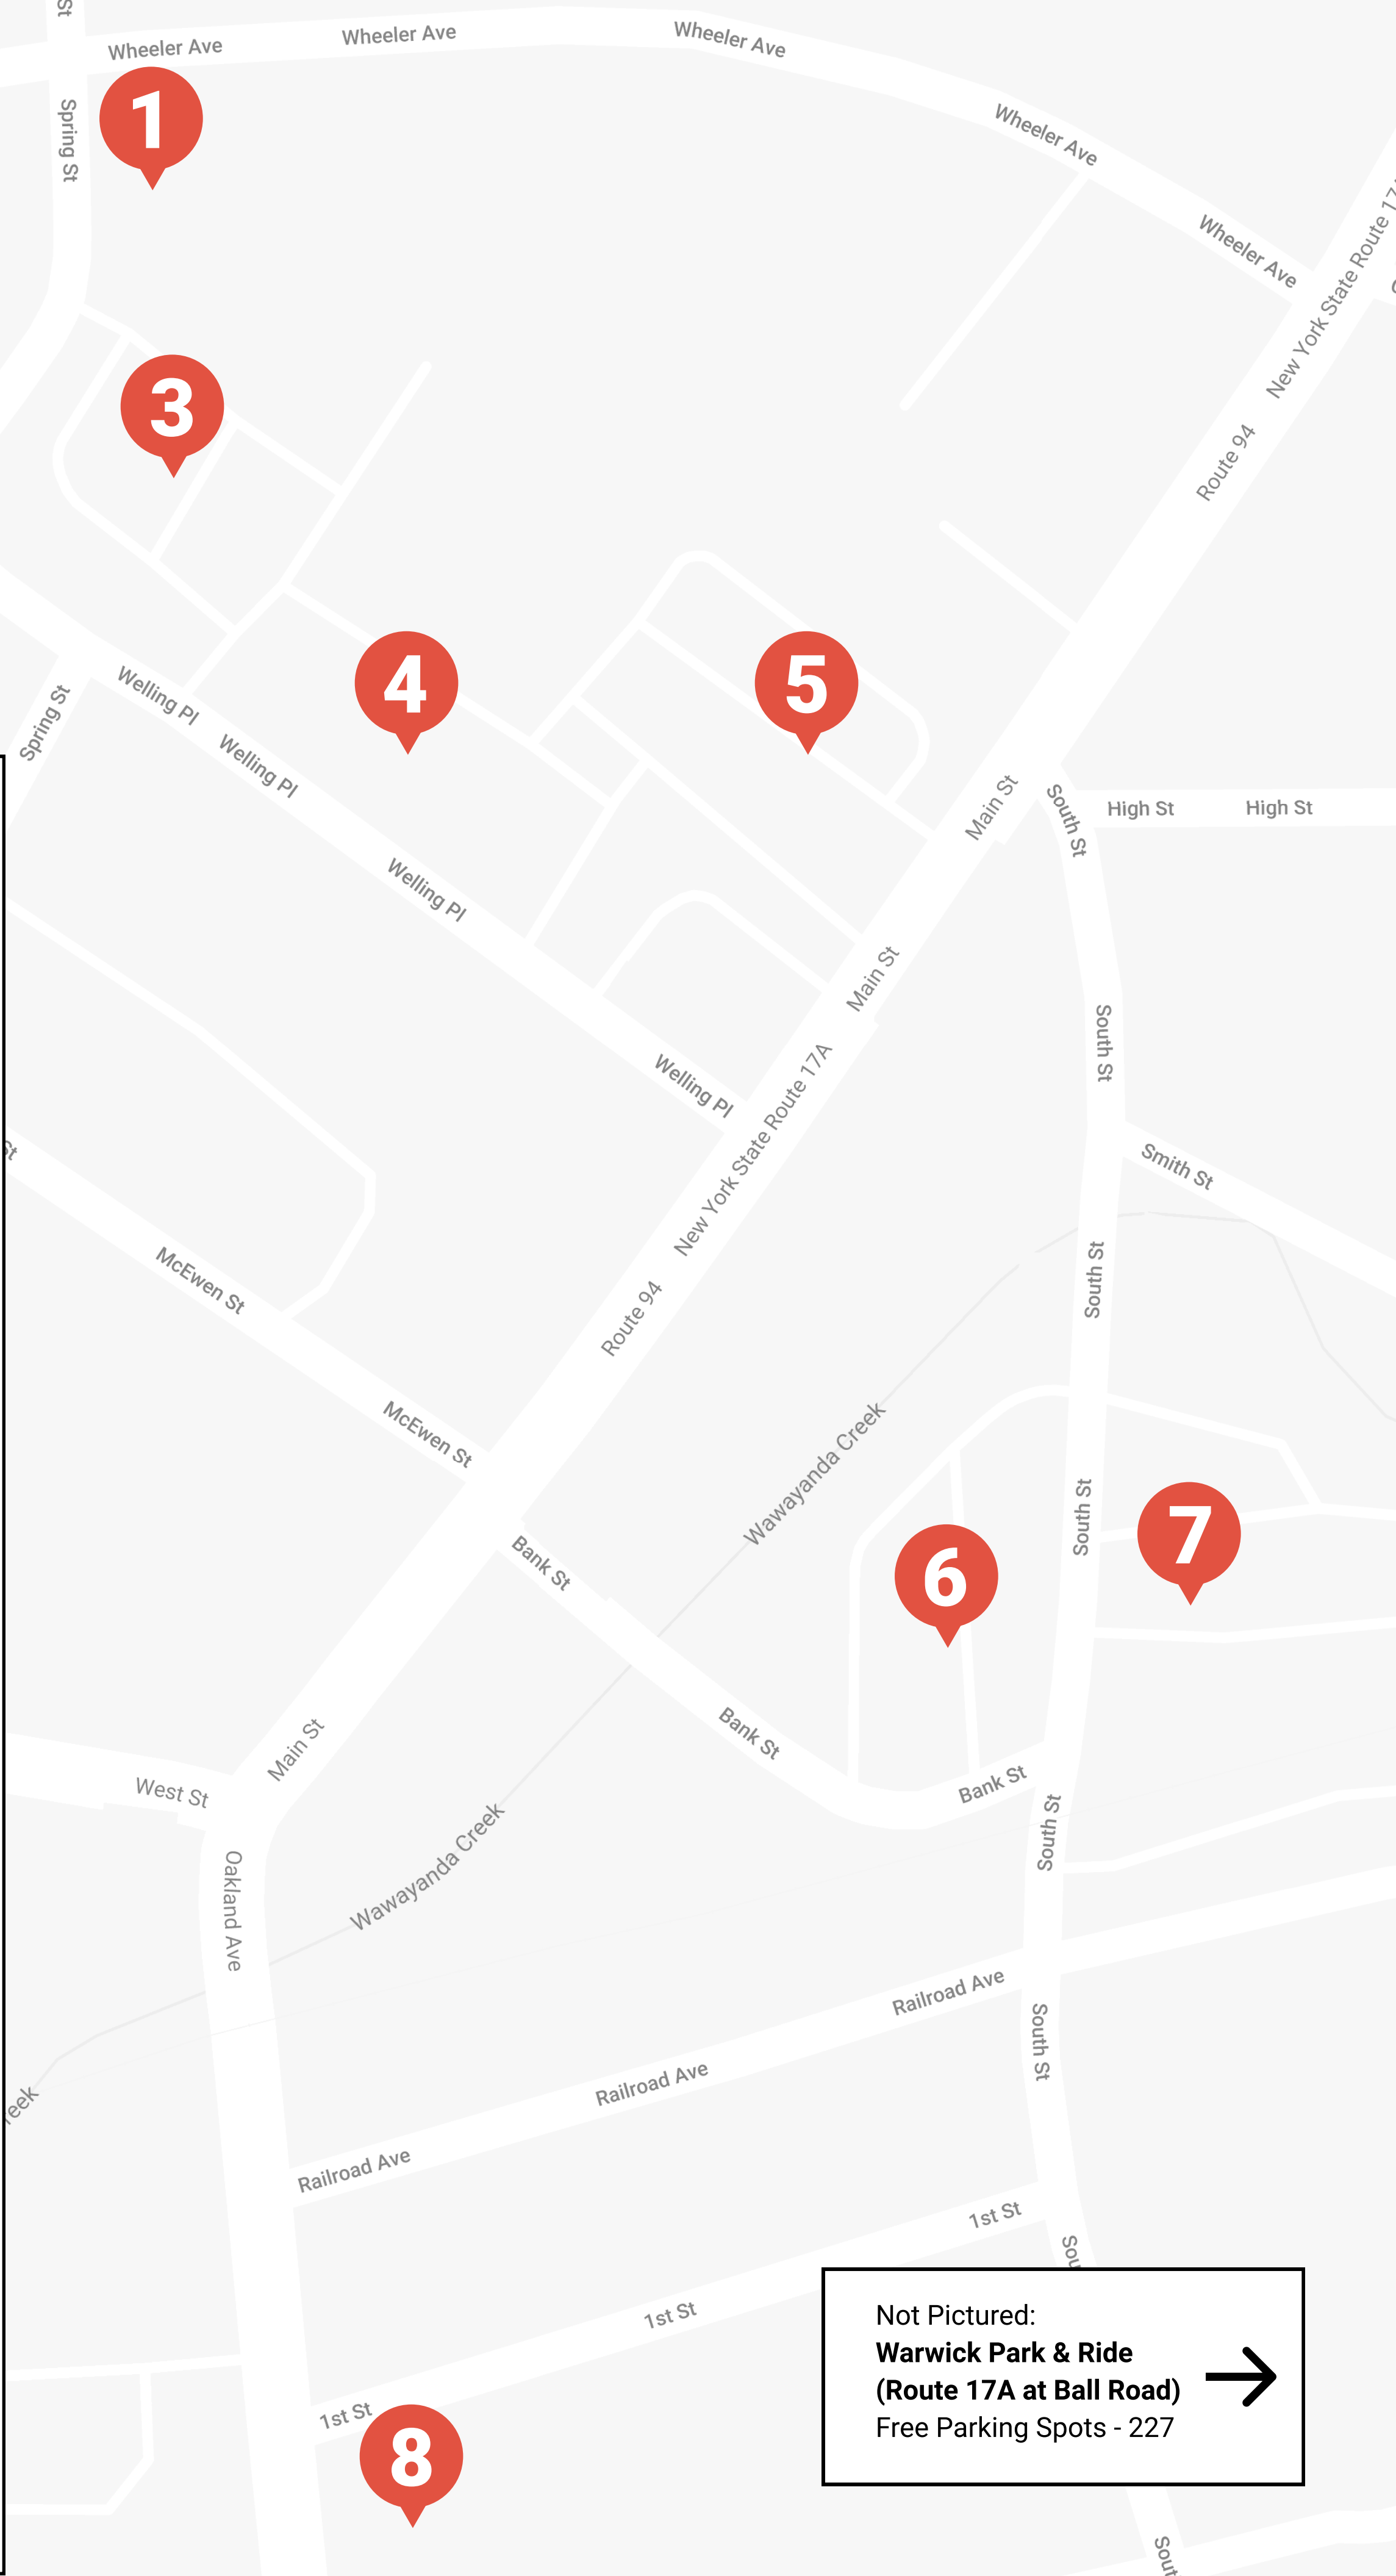 St
Wheeler Ave
Wheeler Ave
Wheeler Ave
Wheeler Ave
Wheeler Ave
1
Spring St
New York State Route 17A
3
Route 94
4
5
Spring St
Welling Pl
Welling Pl
Main St
South St
High St
High St
Welling Pl
Main St
South St
Welling Pl
New York State Route 17A
St
Smith St
McEwen St
Route 94
South St
McEwen St
Wawayanda Creek
South St
7
6
Bank St
Bank St
Main St
West St
Bank St
South St
Wawayanda Creek
Oakland Ave
Railroad Ave
South St
Railroad Ave
reek
Railroad Ave
1st St
Sou
1st St
1st St
8
Not Pictured:
Warwick Park & Ride
(Route 17A at Ball Road)
Free Parking Spots - 227
Sout